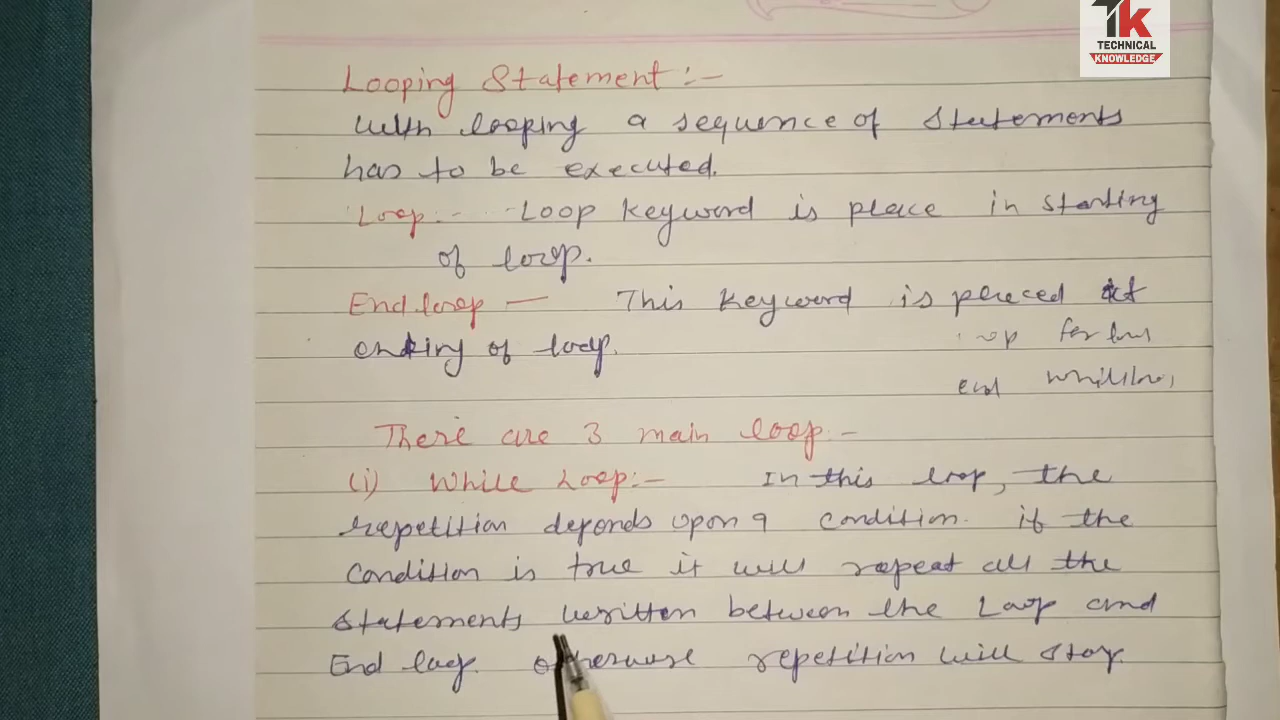 TK
TECHNICAL
KNOWLEDGE
Looping Statement :-
with looping a sequence of statements
has to be executed.
Loop :- Loop keyword is place in starting
of loop.
End loop — This keyword is placed at
ending of loop.
end
There are 3 main loop :-
(i) While Loop :- In this loop, the
repetition depends upon a condition. if the
condition is true it will repeat all the
statements written between the Loop and
End loop. otherwise repetition will stop.